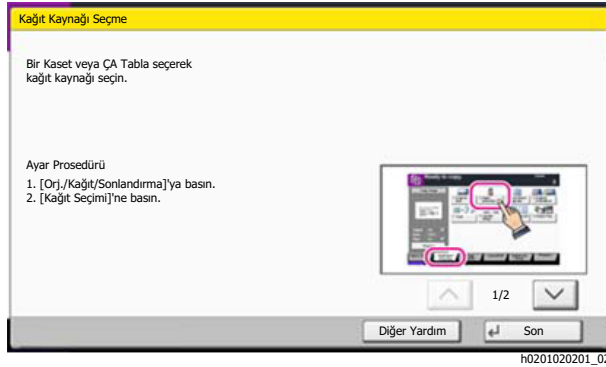 Kağıt Kaynağı Seçme
Bir Kaset veya ÇA Tabla seçerek
kağıt kaynağı seçin.
Ayar Prosedürü
1. [Orj./Kağıt/Sonlandırma]'ya basın.
2. [Kağıt Seçimi]'ne basın.
1/2
Diğer Yardım
Son
h0201020201_02